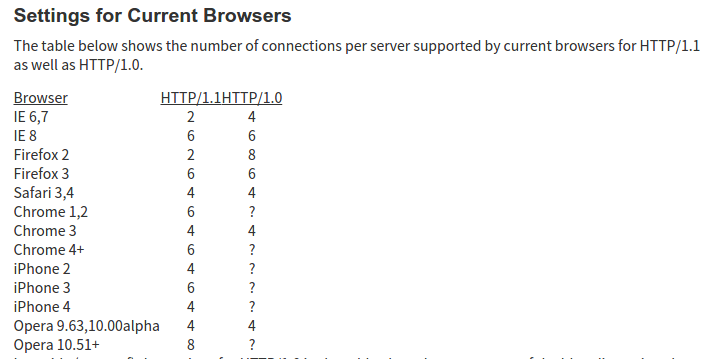 Settings for Current Browsers
The table below shows the number of connections per server supported by current browsers for HTTP/1.1
as well as HTTP/1.0.
Browser HTTP/1.1 HTTP/1.0
IE 6,7 2 4
IE 8 6 6
Firefox 2 2 8
Firefox 3 6 6
Safari 3,4 4 4
Chrome 1,2 6 ?
Chrome 3 4 4
Chrome 4+ 6 ?
iPhone 2 4 ?
iPhone 3 6 ?
iPhone 4 4 ?
Opera 9.63,10.00alpha 4 4
Opera 10.51+ 8 ?